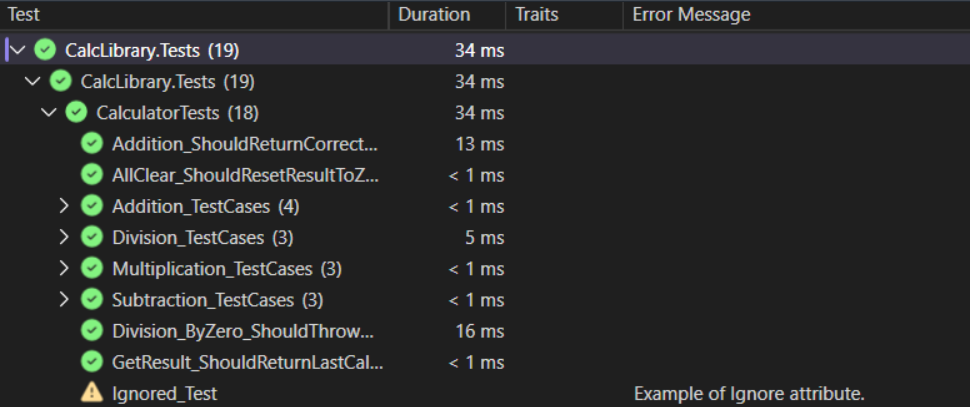 Test Duration Traits Error Message
CalcLibrary.Tests (19) 34 ms
CalcLibrary.Tests (19) 34 ms
CalculatorTests (18) 34 ms
Addition_ShouldReturnCorrect... 13 ms
AllClear_ShouldResetResultToZ... < 1 ms
Addition_TestCases (4) < 1 ms
Division_TestCases (3) 5 ms
Multiplication_TestCases (3) < 1 ms
Subtraction_TestCases (3) < 1 ms
Division_ByZero_ShouldThrow... 16 ms
GetResult_ShouldReturnLastCal... < 1 ms
Ignored_Test Example of Ignore attribute.